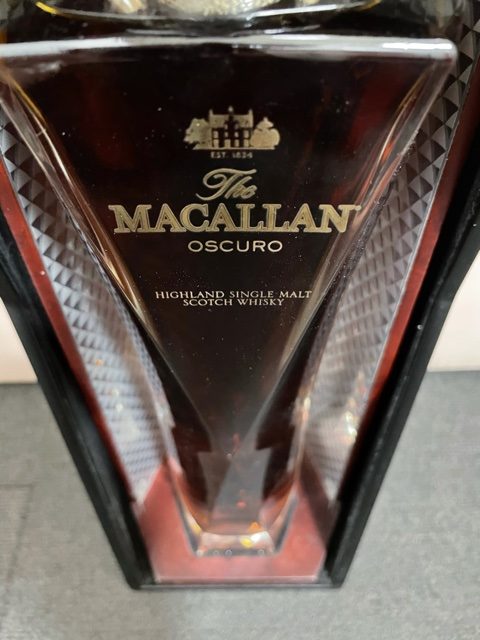 EST. 1824
The
MACALLAN
OSCURO
HIGHLAND SINGLE MALT
SCOTCH WHISKY